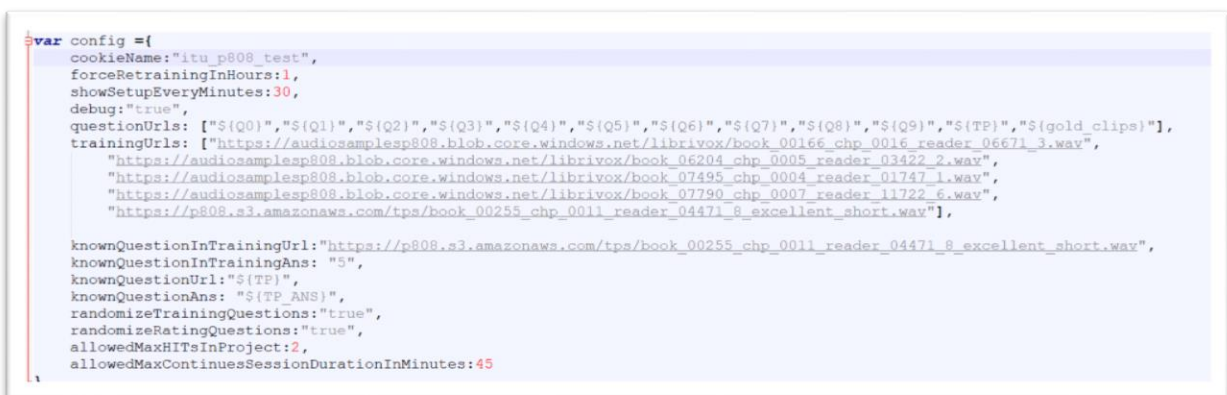 var config ={
cookieName:"itu_p808_test",
forceRetrainingInHours:1,
showSetupEveryMinutes:30,
debug:"true",
questionUrls: ["${Q0}","${Q1}","${Q2}","${Q3}","${Q4}","${Q5}","${Q6}","${Q7}","${Q8}","${Q9}","${TP}","${gold_clips}"],
trainingUrls: ["https://audiosamplesp808.blob.core.windows.net/librivox/book_00166_chp_0016_reader_06671_3.wav",
"https://audiosamplesp808.blob.core.windows.net/librivox/book_06204_chp_0005_reader_03422_2.wav",
"https://audiosamplesp808.blob.core.windows.net/librivox/book_07495_chp_0004_reader_01747_1.wav",
"https://audiosamplesp808.blob.core.windows.net/librivox/book_07790_chp_0007_reader_11722_6.wav",
"https://p808.s3.amazonaws.com/tps/book_00255_chp_0011_reader_04471_8_excellent_short.wav"],
knownQuestionInTrainingUrl:"https://p808.s3.amazonaws.com/tps/book_00255_chp_0011_reader_04471_8_excellent_short.wav",
knownQuestionInTrainingAns: "5",
knownQuestionUrl:"${TP}",
knownQuestionAns: "${TP_ANS}",
randomizeTrainingQuestions:"true",
randomizeRatingQuestions:"true",
allowedMaxHITsInProject:2,
allowedMaxContinuesSessionDurationInMinutes:45
}